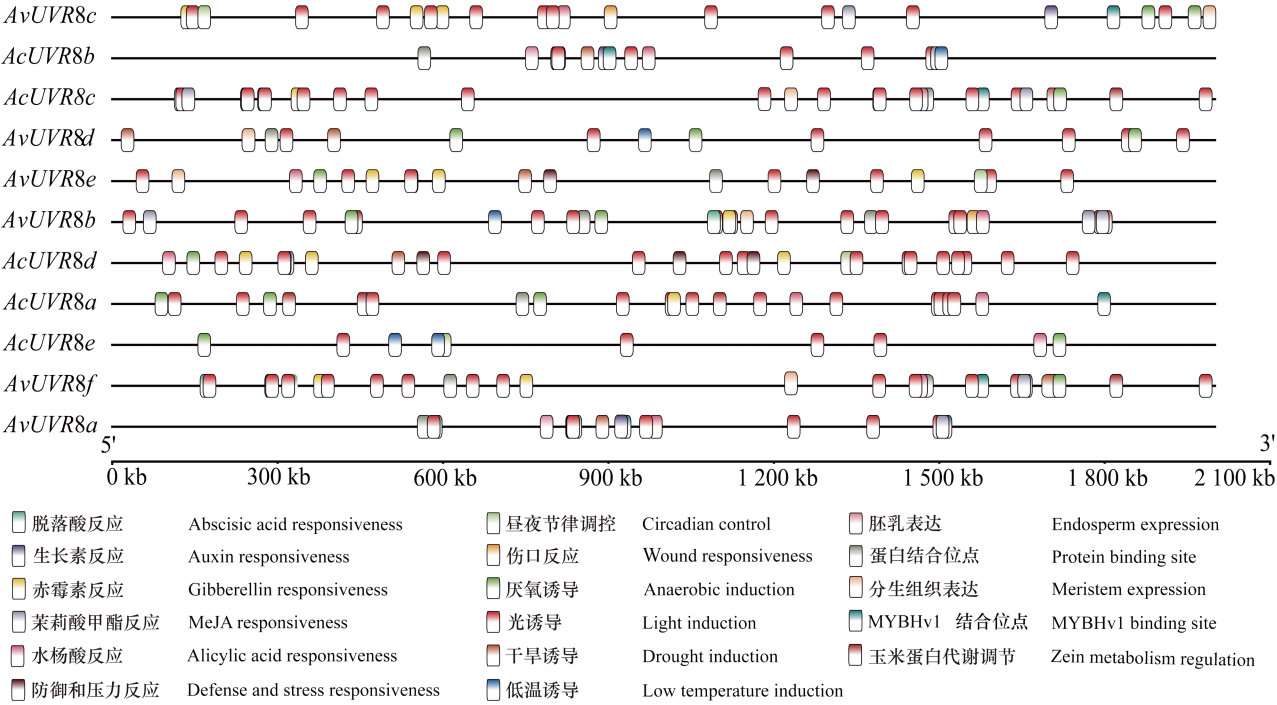 AvUVR8c
AcUVR8b
AcUVR8c
AvUVR8d
AvUVR8e
AvUVR8b
AcUVR8d
AcUVR8a
AcUVR8e
AvUVR8f
AvUVR8a
5' 3'
0 kb 300 kb 600 kb 900 kb 1 200 kb 1 500 kb 1 800 kb 2 100 kb
脱落酸反应 Abscisic acid responsiveness 昼夜节律调控 Circadian control 胚乳表达 Endosperm expression
生长素反应 Auxin responsiveness 伤口反应 Wound responsiveness 蛋白结合位点 Protein binding site
赤霉素反应 Gibberellin responsiveness 厌氧诱导 Anaerobic induction 分生组织表达 Meristem expression
茉莉酸甲酯反应 MeJA responsiveness 光诱导 Light induction MYBHv1 结合位点 MYBHv1 binding site
水杨酸反应 Alicylic acid responsiveness 干旱诱导 Drought induction 玉米蛋白代谢调节 Zein metabolism regulation
防御和压力反应 Defense and stress responsiveness 低温诱导 Low temperature induction